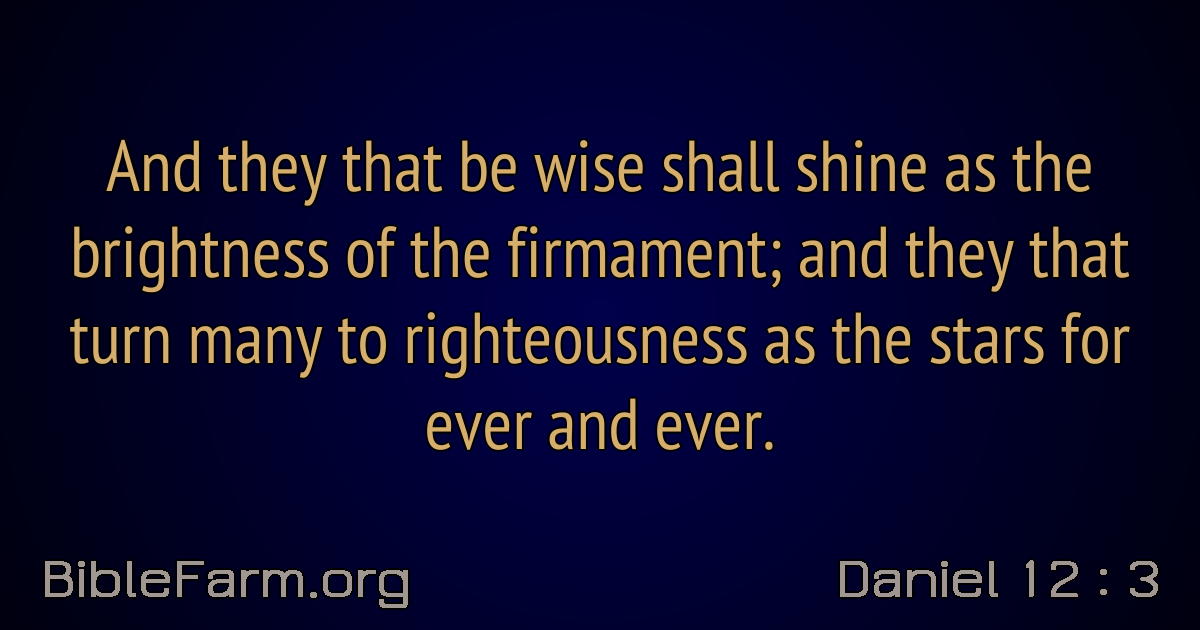 And they that be wise shall shine as the
brightness of the firmament; and they that
turn many to righteousness as the stars for
ever and ever.
BibleFarm.org
Daniel 12 : 3